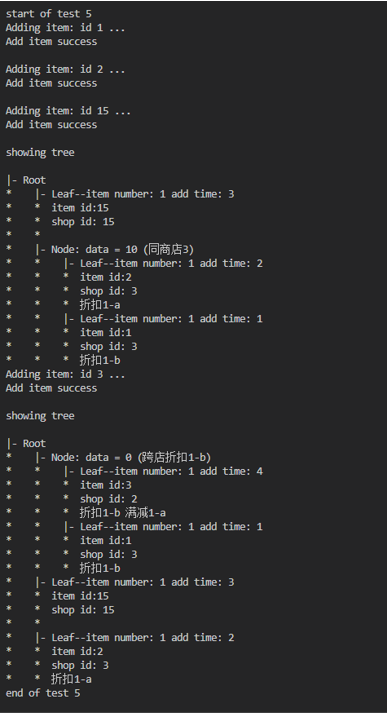 start of test 5
Adding item: id 1 ...
Add item success

Adding item: id 2 ...
Add item success

Adding item: id 15 ...
Add item success

showing tree

|- Root
*    |- Leaf--item number: 1 add time: 3
*    *  item id:15
*    *  shop id: 15
*    *
*    |- Node: data = 10 (同商店3)
*    *    |- Leaf--item number: 1 add time: 2
*    *    *  item id:2
*    *    *  shop id: 3
*    *    *  折扣1-a
*    *    |- Leaf--item number: 1 add time: 1
*    *    *  item id:1
*    *    *  shop id: 3
*    *    *  折扣1-b
Adding item: id 3 ...
Add item success

showing tree

|- Root
*    |- Node: data = 0 (跨店折扣1-b)
*    *    |- Leaf--item number: 1 add time: 4
*    *    *  item id:3
*    *    *  shop id: 2
*    *    *  折扣1-b 满减1-a
*    *    |- Leaf--item number: 1 add time: 1
*    *    *  item id:1
*    *    *  shop id: 3
*    *    *  折扣1-b
*    |- Leaf--item number: 1 add time: 3
*    *  item id:15
*    *  shop id: 15
*    *
*    |- Leaf--item number: 1 add time: 2
*    *  item id:2
*    *  shop id: 3
*    *  折扣1-a
end of test 5